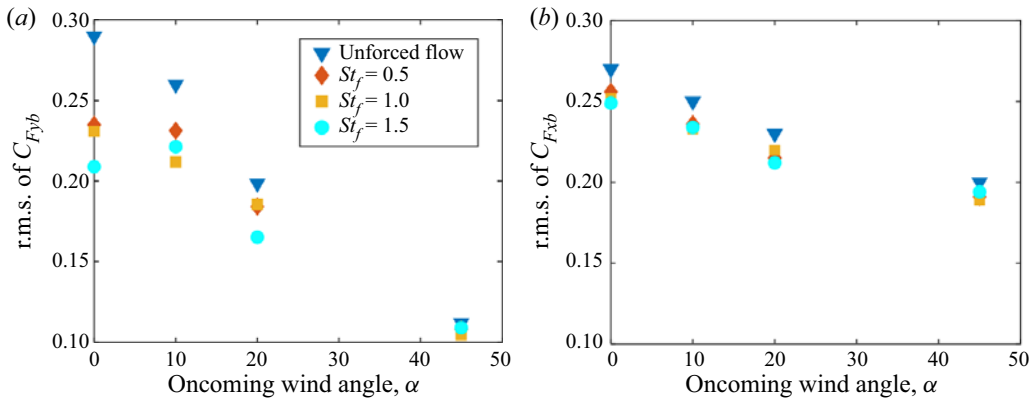 (a)
0.30
0.25
0.20
0.15
0.10
r.m.s. of C_Fyb
Unforced flow
St_f = 0.5
St_f = 1.0
St_f = 1.5
0 10 20 30 40 50
Oncoming wind angle, α
(b)
0.30
0.25
0.20
0.15
0.10
r.m.s. of C_Fxb
0 10 20 30 40 50
Oncoming wind angle, α